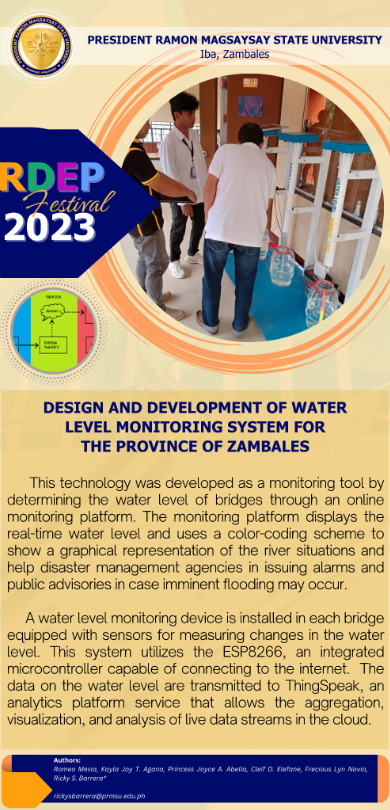 PRESIDENT RAMON MAGSAYSAY STATE UNIVERSITY
Iba, Zambales
RDEP
Festival
2023
PROCESS
DESIGN AND DEVELOPMENT OF WATER
LEVEL MONITORING SYSTEM FOR
THE PROVINCE OF ZAMBALES
This technology was developed as a monitoring tool by
determining the water level of bridges through an online
monitoring platform. The monitoring platform displays the
real-time water level and uses a color-coding scheme to
show a graphical representation of the river situations and
help disaster management agencies in issuing alarms and
public advisories in case imminent flooding may occur.
A water level monitoring device is installed in each bridge
equipped with sensors for measuring changes in the water
level. This system utilizes the ESP8266, an integrated
microcontroller capable of connecting to the internet. The
data on the water level are transmitted to ThingSpeak, an
analytics platform service that allows the aggregation,
visualization, and analysis of live data streams in the cloud.
Authors:
Romeo Mesia, Kayla Joy T. Agana, Princess Joyce A. Abella, Cleif D. Elefane, Frecious Lyn Novio,
Ricky S. Barrera*
rickysbarrera@prmsu.edu.ph